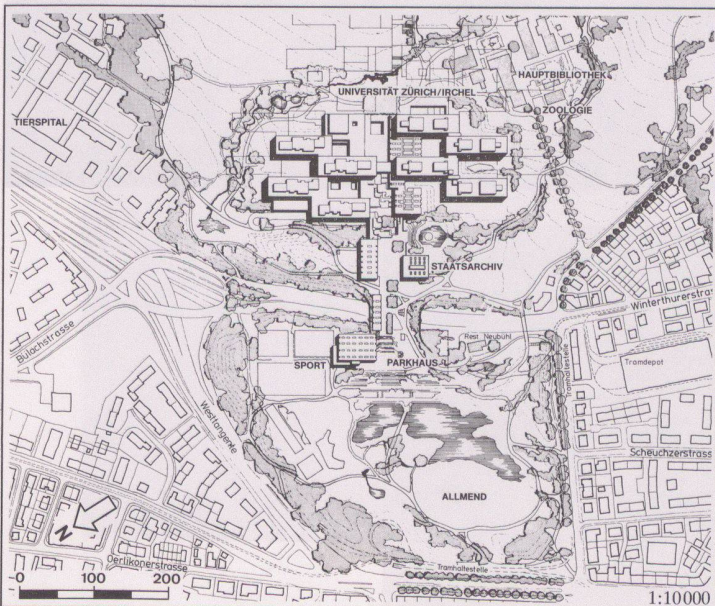 HAUPTBIBLIOTHEK
UNIVERSITÄT ZÜRICH/IRCHEL
ZOOLOGIE
TIERSPITAL
STAATSARCHIV
Winterthurerstras
Bülachstrasse
Rest. Neubühl
SPORT
PARKHAUS
Tramdepot
Tramhaltestelle
Westtangente
Scheuchzerstrass
ALLMEND
N
Oerlikonerstrasse
Tramhaltestelle
0 100 200
1:10000